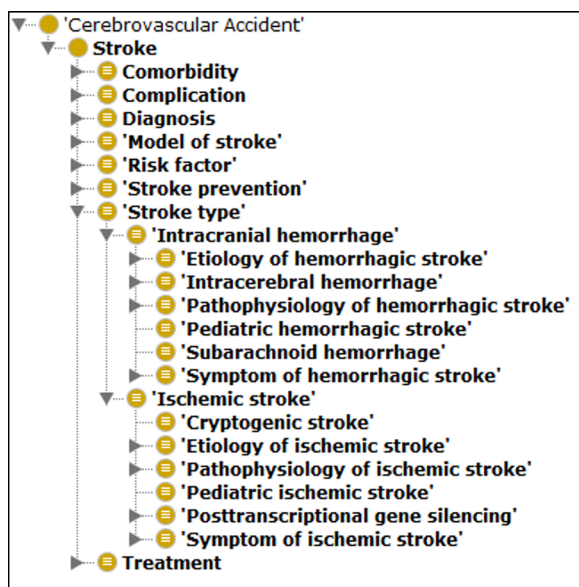 'Cerebrovascular Accident'
Stroke
Comorbidity
Complication
Diagnosis
'Model of stroke'
'Risk factor'
'Stroke prevention'
'Stroke type'
'Intracranial hemorrhage'
'Etiology of hemorrhagic stroke'
'Intracerebral hemorrhage'
'Pathophysiology of hemorrhagic stroke'
'Pediatric hemorrhagic stroke'
'Subarachnoid hemorrhage'
'Symptom of hemorrhagic stroke'
'Ischemic stroke'
'Cryptogenic stroke'
'Etiology of ischemic stroke'
'Pathophysiology of ischemic stroke'
'Pediatric ischemic stroke'
'Posttranscriptional gene silencing'
'Symptom of ischemic stroke'
Treatment